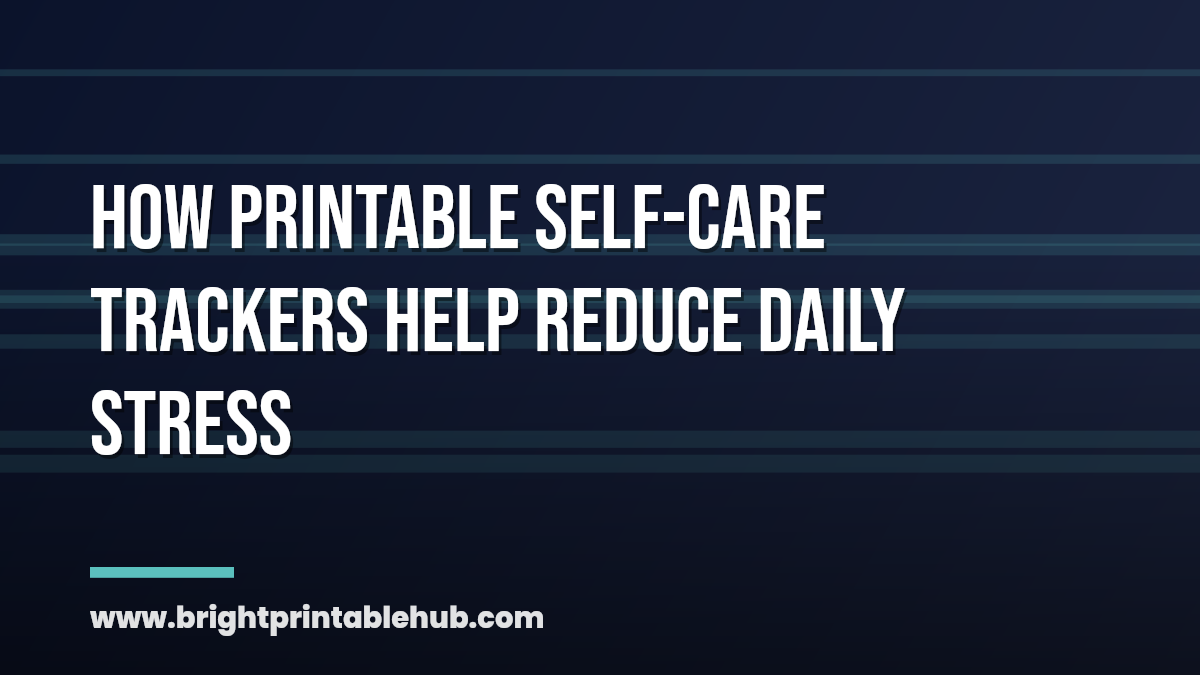 HOW PRINTABLE SELF-CARE
TRACKERS HELP REDUCE DAILY
STRESS
www.brightprintablehub.com